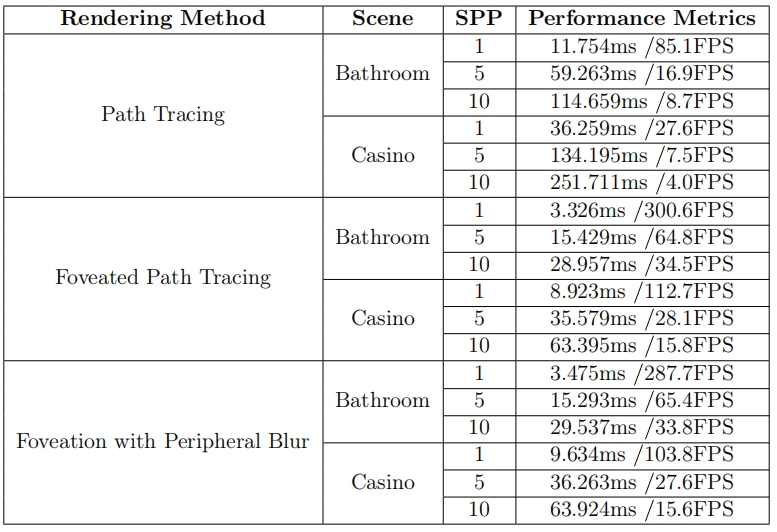 Rendering Method Scene SPP Performance Metrics
Path Tracing Bathroom 1 11.754ms /85.1FPS
5 59.263ms /16.9FPS
10 114.659ms /8.7FPS
Casino 1 36.259ms /27.6FPS
5 134.195ms /7.5FPS
10 251.711ms /4.0FPS
Foveated Path Tracing Bathroom 1 3.326ms /300.6FPS
5 15.429ms /64.8FPS
10 28.957ms /34.5FPS
Casino 1 8.923ms /112.7FPS
5 35.579ms /28.1FPS
10 63.395ms /15.8FPS
Foveation with Peripheral Blur Bathroom 1 3.475ms /287.7FPS
5 15.293ms /65.4FPS
10 29.537ms /33.8FPS
Casino 1 9.634ms /103.8FPS
5 36.263ms /27.6FPS
10 63.924ms /15.6FPS